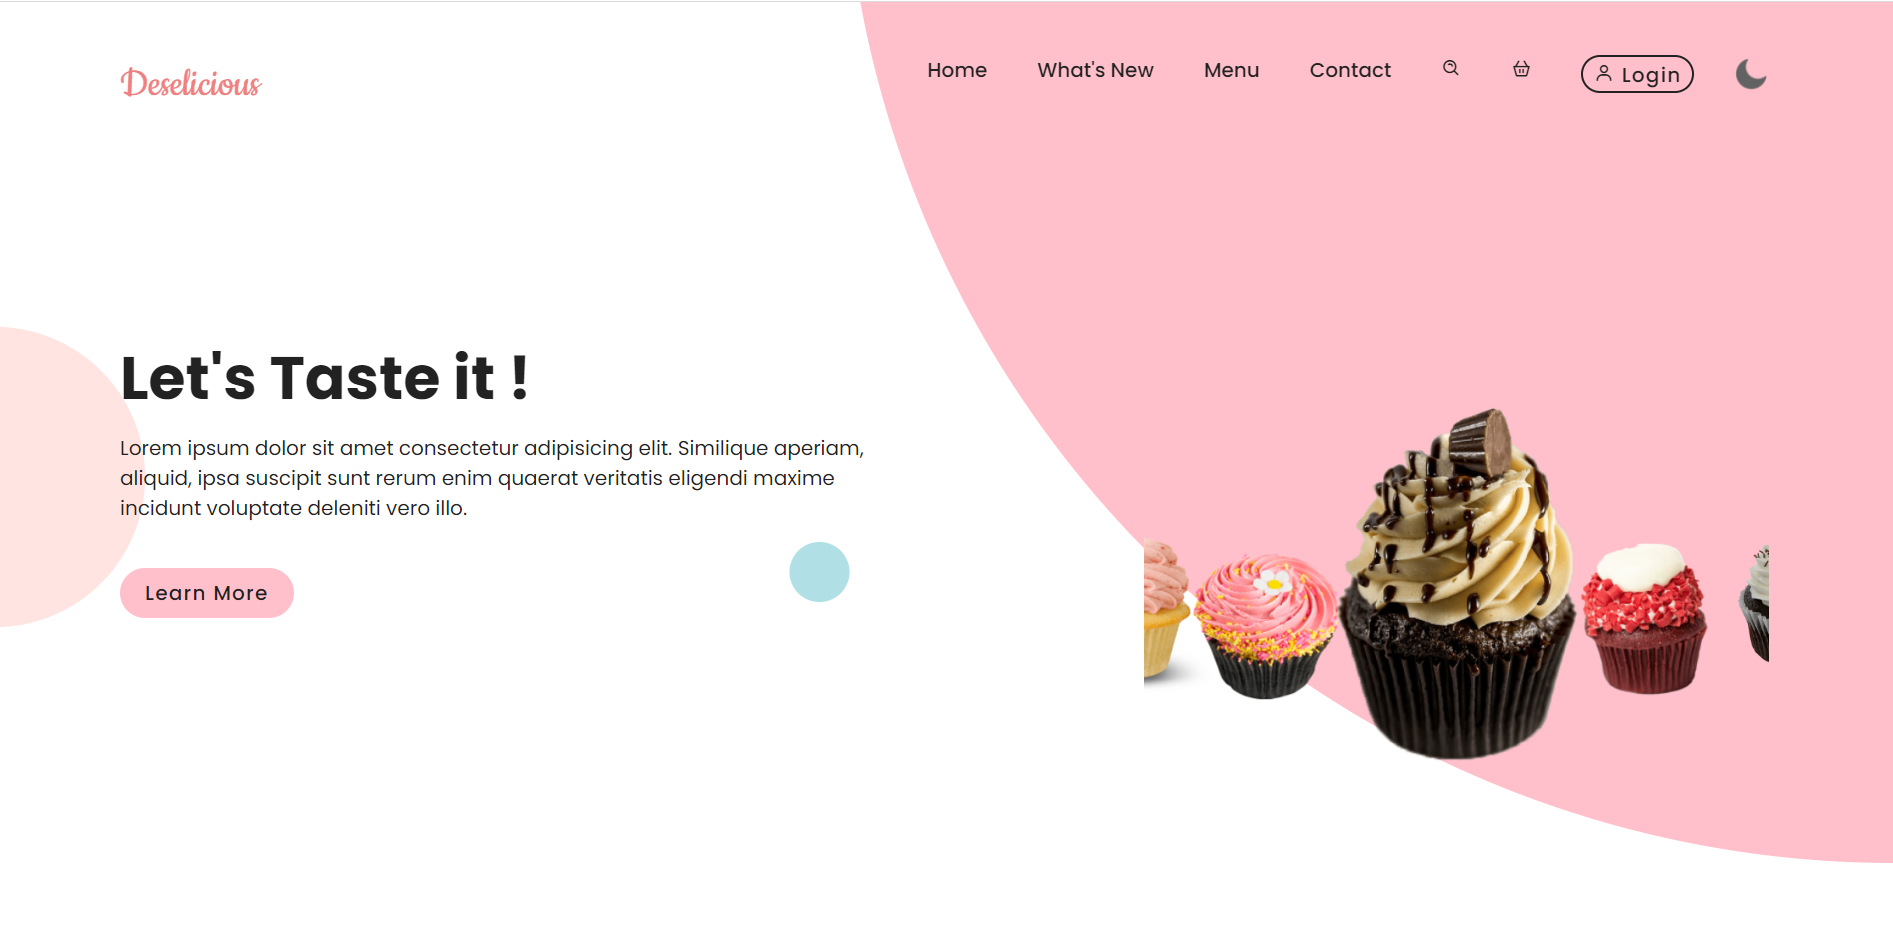 Deselicious
Home What's New Menu Contact Login
Let's Taste it !
Lorem ipsum dolor sit amet consectetur adipisicing elit. Similique aperiam,
aliquid, ipsa suscipit sunt rerum enim quaerat veritatis eligendi maxime
incidunt voluptate deleniti vero illo.
Learn More